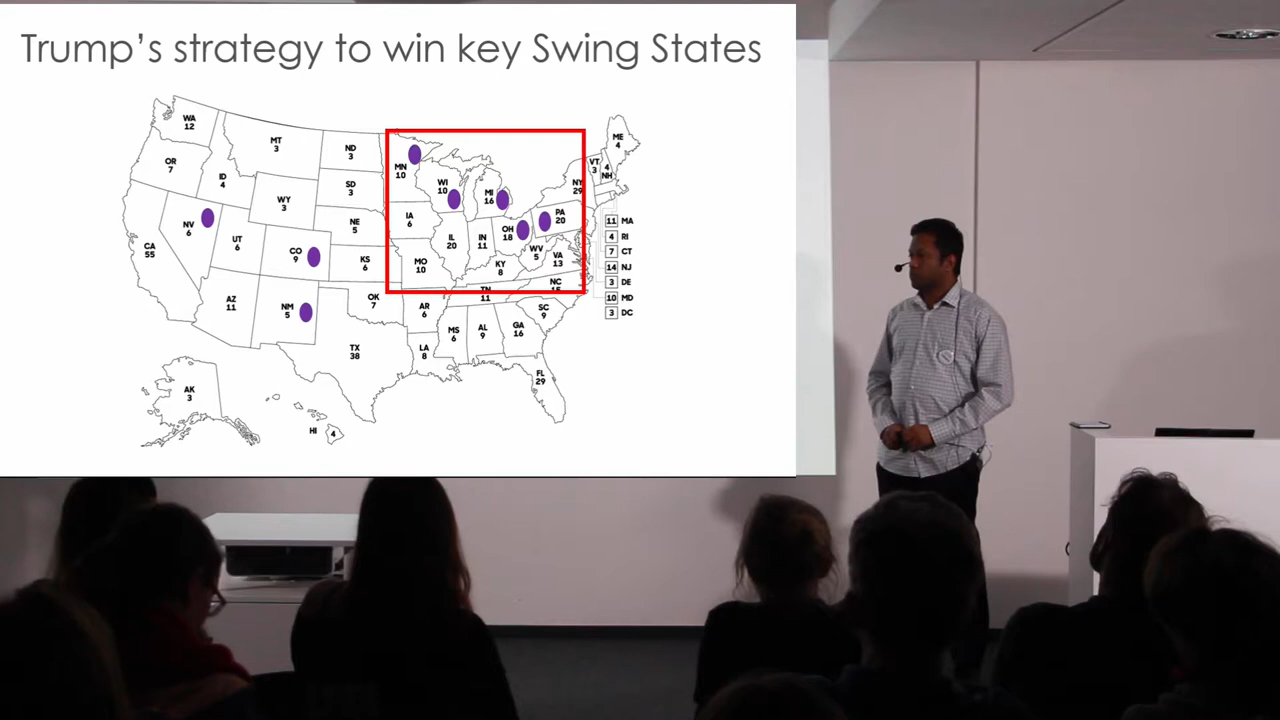 Trump's strategy to win key Swing States
WA
12
OR
7
ID
4
MT
3
ND
3
SD
3
WY
3
NE
5
NV
6
UT
6
CO
9
KS
6
CA
55
AZ
11
NM
5
OK
7
TX
38
MN
10
WI
10
MI
16
IA
6
IL
20
IN
11
OH
18
PA
20
NY
29
VT
3
4
NH
ME
4
MO
10
KY
8
WV
5
VA
13
NC
15
TN
11
AR
6
SC
9
MS
6
AL
9
GA
16
LA
8
FL
29
AK
3
HI
4
11 MA
4 RI
7 CT
14 NJ
3 DE
10 MD
3 DC